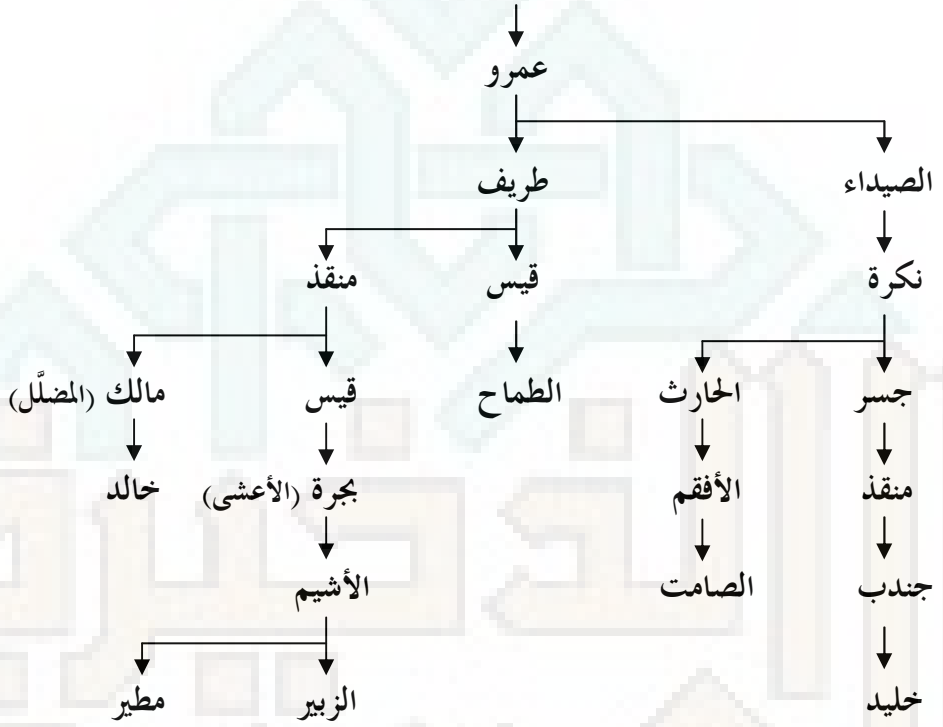 عمرو
الصيداء طريف
نكرة قيس منقذ
جسر الحارث الطماح قيس مالك (المضلَّل)
منقذ الأفقم بجرة (الأعشى) خالد
جندب الصامت الأشيم
خليد الزبير مطير